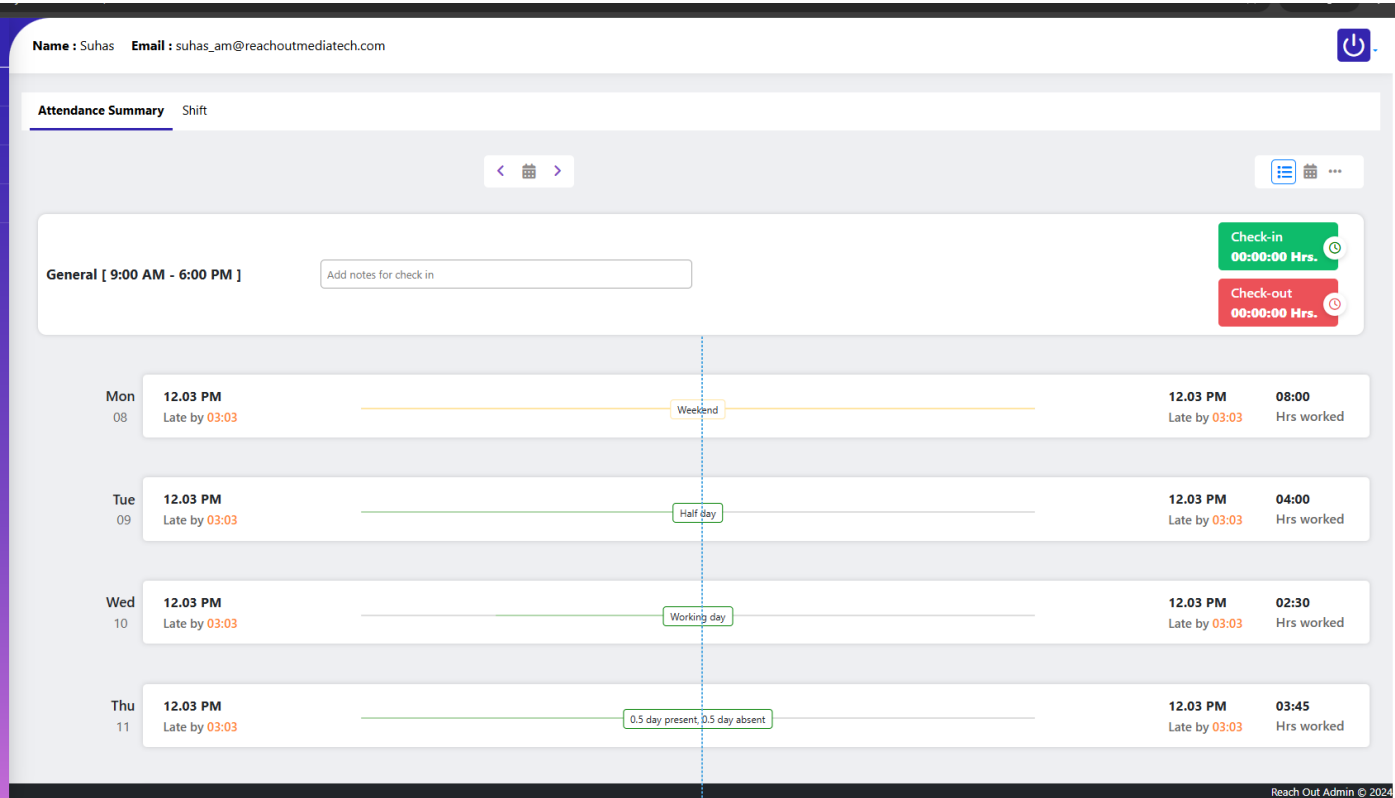 Name : Suhas Email : suhas_am@reachoutmediatech.com
Attendance Summary Shift
General [ 9:00 AM - 6:00 PM ]
Add notes for check in
Check-in
00:00:00 Hrs.
Check-out
00:00:00 Hrs.
Mon 12.03 PM 12.03 PM 08:00
08 Late by 03:03 Weekend Late by 03:03 Hrs worked
Tue 12.03 PM 12.03 PM 04:00
09 Late by 03:03 Half day Late by 03:03 Hrs worked
Wed 12.03 PM 12.03 PM 02:30
10 Late by 03:03 Working day Late by 03:03 Hrs worked
Thu 12.03 PM 12.03 PM 03:45
11 Late by 03:03 0.5 day present, 0.5 day absent Late by 03:03 Hrs worked
Reach Out Admin © 2024